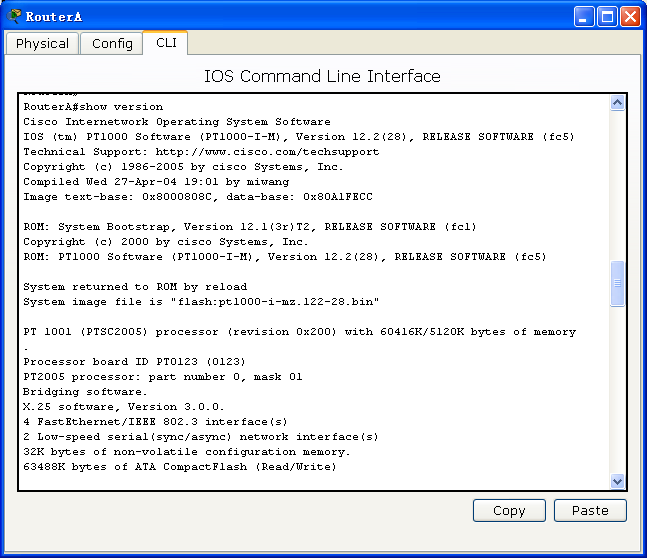 RouterA
Physical Config CLI
IOS Command Line Interface
RouterA#show version
Cisco Internetwork Operating System Software
IOS (tm) PT1000 Software (PT1000-I-M), Version 12.2(28), RELEASE SOFTWARE (fc5)
Technical Support: http://www.cisco.com/techsupport
Copyright (c) 1986-2005 by cisco Systems, Inc.
Compiled Wed 27-Apr-04 19:01 by miwang
Image text-base: 0x8000808C, data-base: 0x80A1FECC
ROM: System Bootstrap, Version 12.1(3r)T2, RELEASE SOFTWARE (fc1)
Copyright (c) 2000 by cisco Systems, Inc.
ROM: PT1000 Software (PT1000-I-M), Version 12.2(28), RELEASE SOFTWARE (fc5)
System returned to ROM by reload
System image file is "flash:pt1000-i-mz.122-28.bin"
PT 1001 (PTSC2005) processor (revision 0x200) with 60416K/5120K bytes of memory
.
Processor board ID PT0123 (0123)
PT2005 processor: part number 0, mask 01
Bridging software.
X.25 software, Version 3.0.0.
4 FastEthernet/IEEE 802.3 interface(s)
2 Low-speed serial(sync/async) network interface(s)
32K bytes of non-volatile configuration memory.
63488K bytes of ATA CompactFlash (Read/Write)
Copy Paste